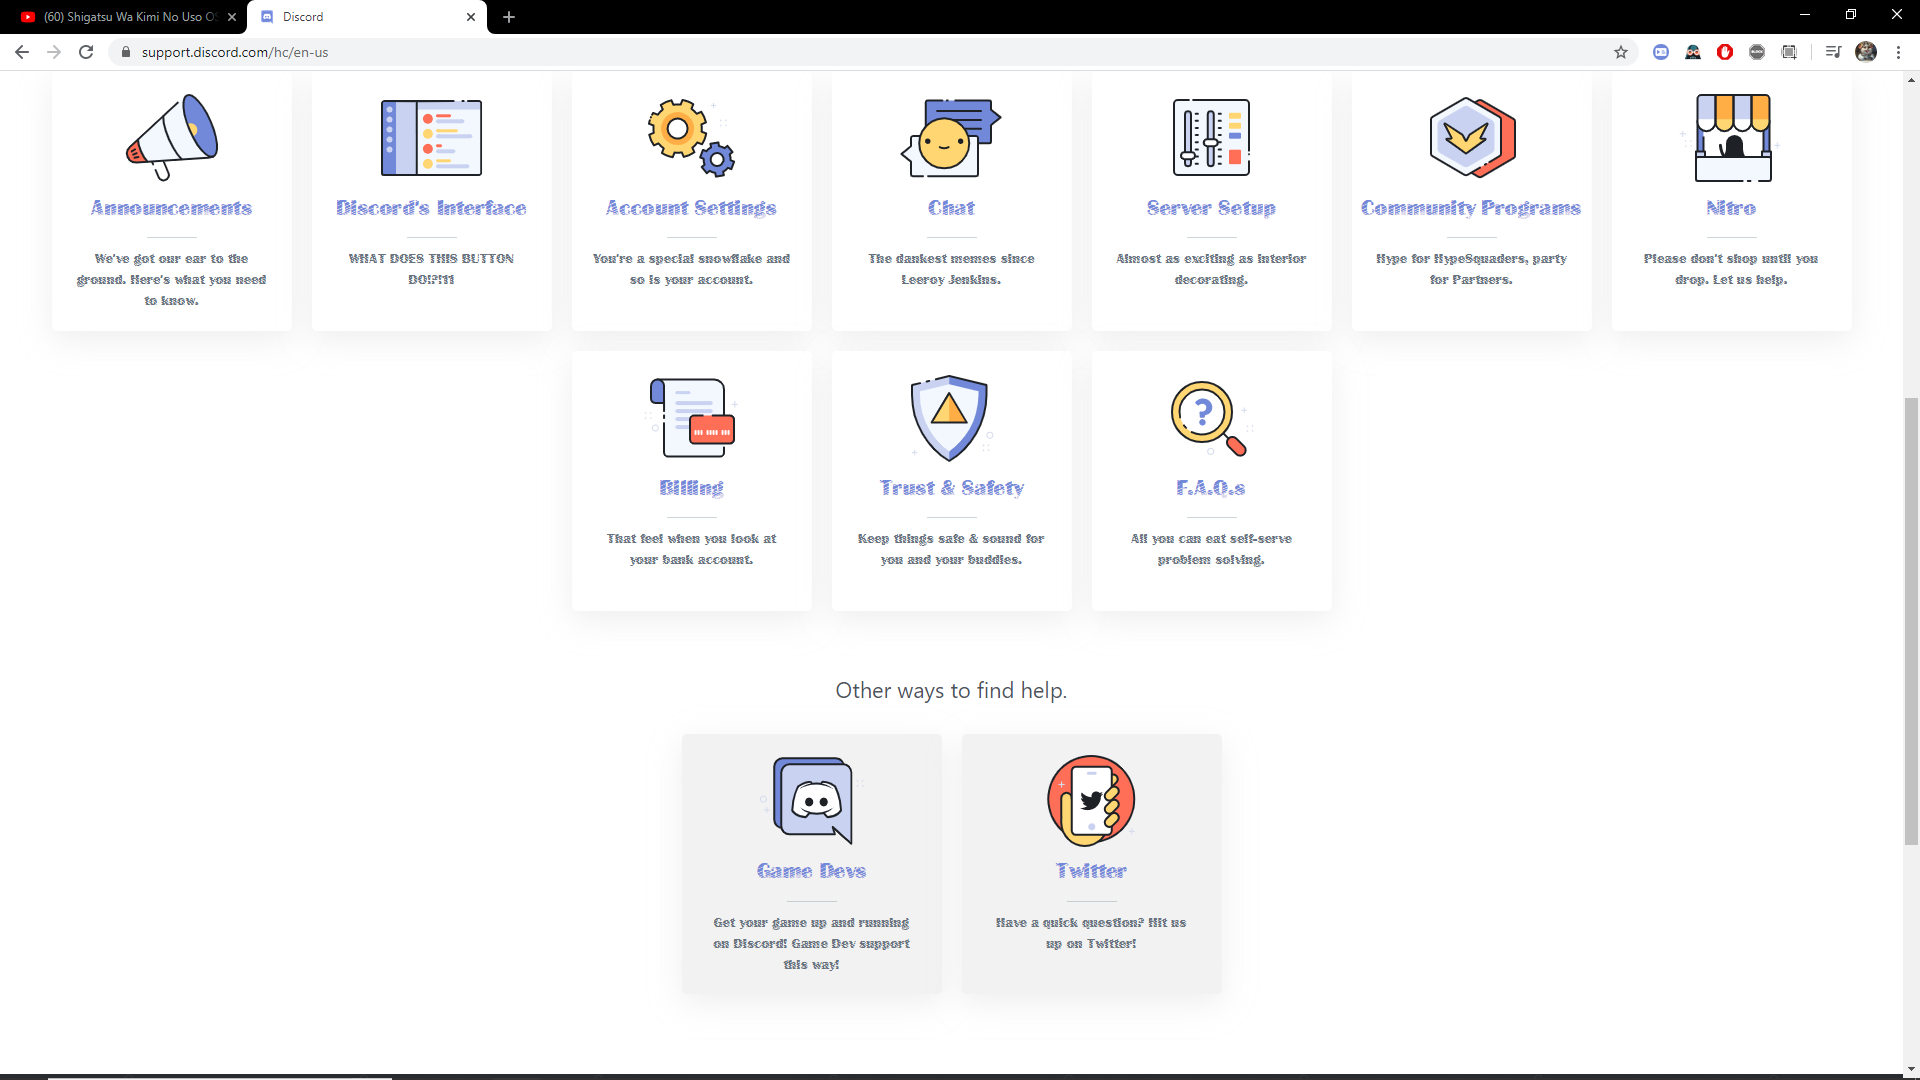 (60) Shigatsu Wa Kimi No Uso OS
Discord
support.discord.com/hc/en-us
Announcements
We've got our ear to the
ground. Here's what you need
to know.
Discord's Interface
WHAT DOES THIS BUTTON
DO!?!11
Account Settings
You're a special snowflake and
so is your account.
Chat
The dankest memes since
Leeroy Jenkins.
Server Setup
Almost as exciting as interior
decorating.
Community Programs
Hype for HypeSquaders, party
for Partners.
Nitro
Please don't shop until you
drop. Let us help.
Billing
That feel when you look at
your bank account.
Trust & Safety
Keep things safe & sound for
you and your buddies.
?
F.A.Q.s
All you can eat self-serve
problem solving.
Other ways to find help.
Game Devs
Get your game up and running
on Discord! Game Dev support
this way!
Twitter
Have a quick question? Hit us
up on Twitter!